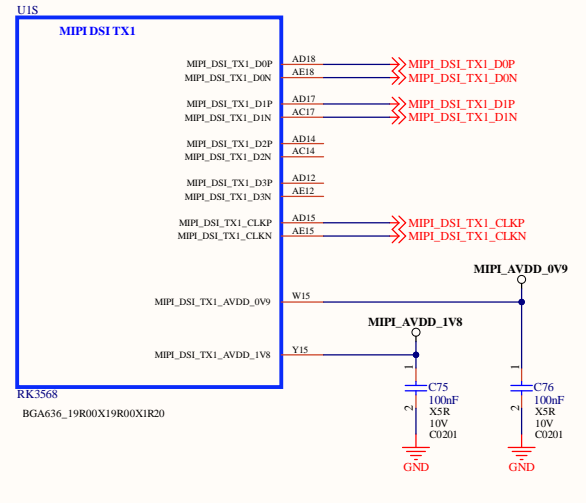 U1S
MIPI DSI TX1
MIPI_DSI_TX1_D0P AD18 MIPI_DSI_TX1_D0P
MIPI_DSI_TX1_D0N AE18 MIPI_DSI_TX1_D0N
MIPI_DSI_TX1_D1P AD17 MIPI_DSI_TX1_D1P
MIPI_DSI_TX1_D1N AC17 MIPI_DSI_TX1_D1N
MIPI_DSI_TX1_D2P AD14
MIPI_DSI_TX1_D2N AC14
MIPI_DSI_TX1_D3P AD12
MIPI_DSI_TX1_D3N AE12
MIPI_DSI_TX1_CLKP AD15 MIPI_DSI_TX1_CLKP
MIPI_DSI_TX1_CLKN AE15 MIPI_DSI_TX1_CLKN
MIPI_AVDD_0V9
MIPI_DSI_TX1_AVDD_0V9 W15
MIPI_AVDD_1V8
MIPI_DSI_TX1_AVDD_1V8 Y15
RK3568
BGA636_19R00X19R00X1R20
1
2
C75
100nF
X5R
10V
C0201
GND
1
2
C76
100nF
X5R
10V
C0201
GND